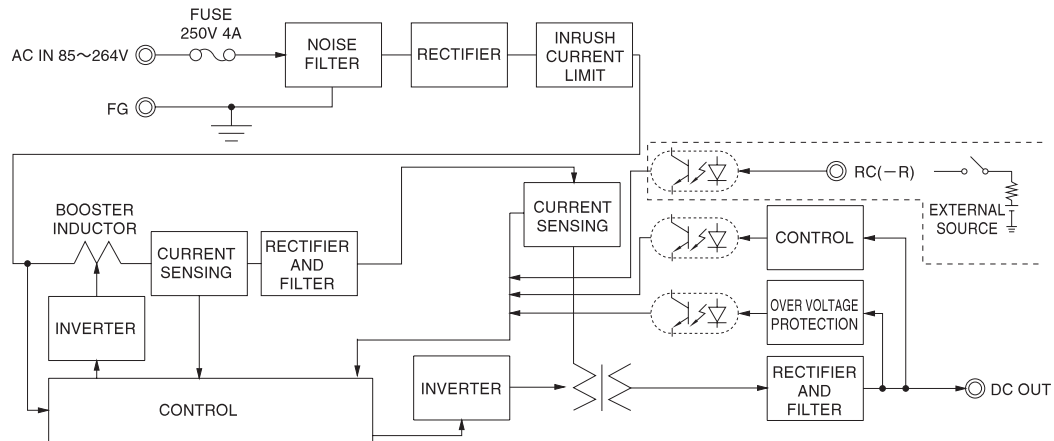 FUSE
250V 4A
AC IN 85～264V
NOISE
FILTER
RECTIFIER
INRUSH
CURRENT
LIMIT
FG
RC(－R)
EXTERNAL
SOURCE
CURRENT
SENSING
BOOSTER
INDUCTOR
CURRENT
SENSING
RECTIFIER
AND
FILTER
CONTROL
OVER VOLTAGE
PROTECTION
INVERTER
INVERTER
RECTIFIER
AND
FILTER
DC OUT
CONTROL